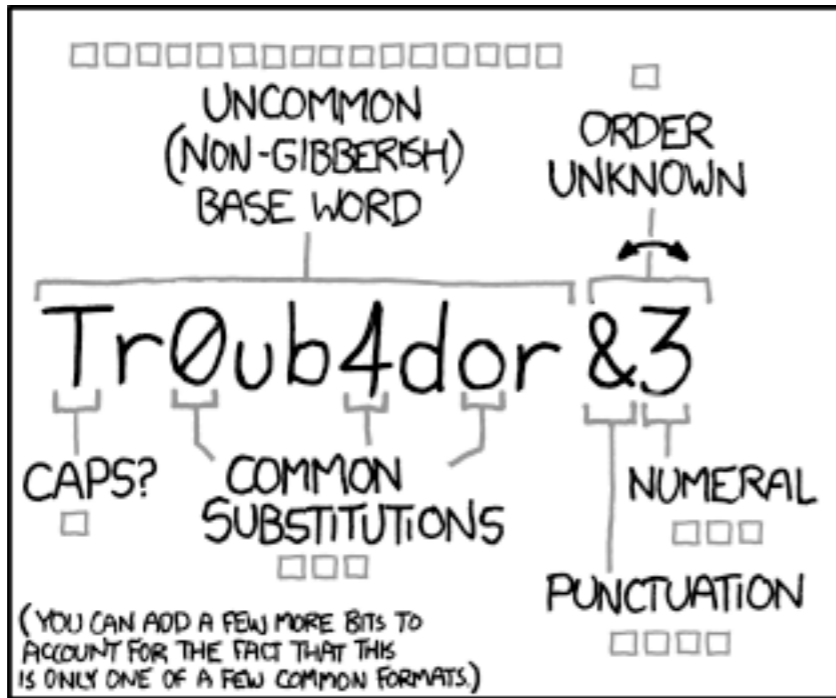 UNCOMMON
(NON-GIBBERISH)
BASE WORD
ORDER
UNKNOWN
Tr0ub4dor &3
CAPS?
COMMON
SUBSTITUTIONS
NUMERAL
PUNCTUATION
(YOU CAN ADD A FEW MORE BITS TO
ACCOUNT FOR THE FACT THAT THIS
IS ONLY ONE OF A FEW COMMON FORMATS.)